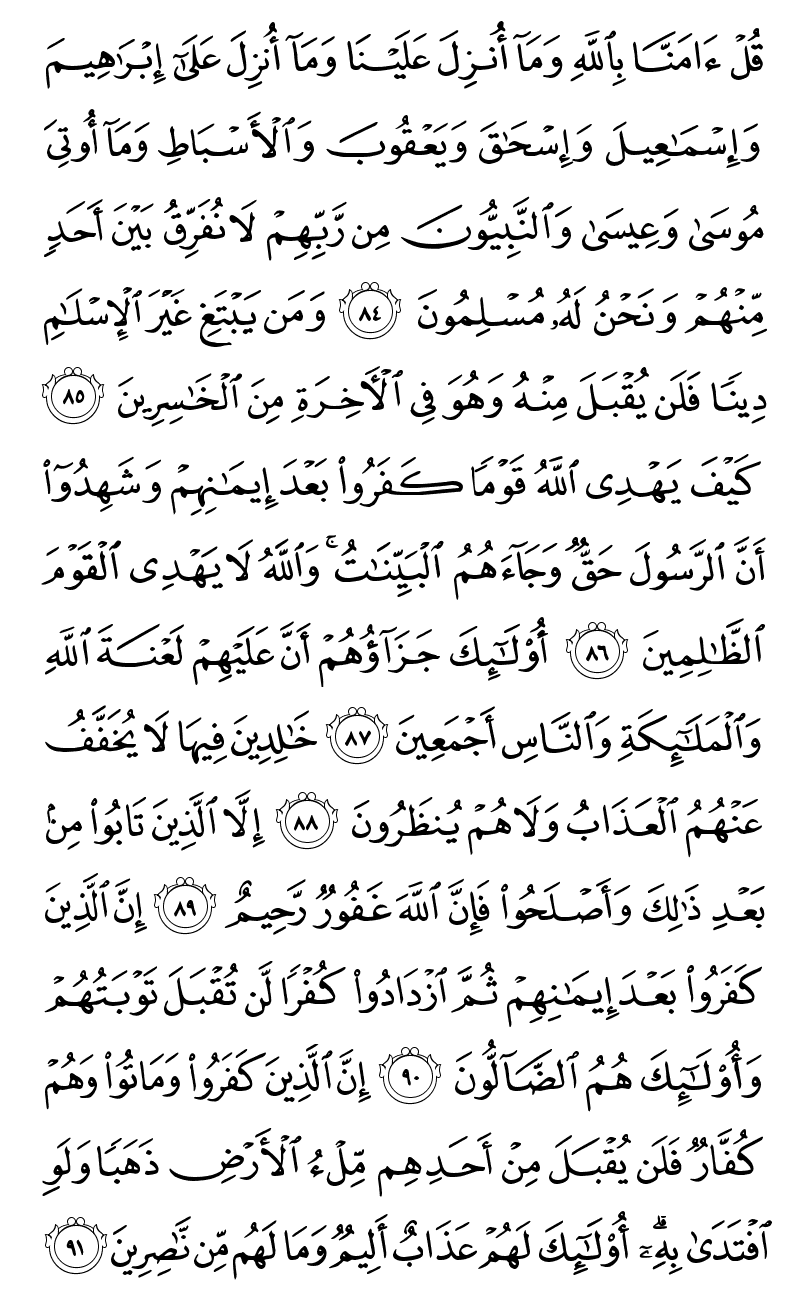 قُلْ ءَامَنَّا بِٱللَّهِ وَمَآ أُنزِلَ عَلَيْنَا وَمَآ أُنزِلَ عَلَىٰٓ إِبْرَٰهِيمَ
وَإِسْمَٰعِيلَ وَإِسْحَٰقَ وَيَعْقُوبَ وَٱلْأَسْبَاطِ وَمَآ أُوتِىَ
مُوسَىٰ وَعِيسَىٰ وَٱلنَّبِيُّونَ مِن رَّبِّهِمْ لَا نُفَرِّقُ بَيْنَ أَحَدٍ
مِّنْهُمْ وَنَحْنُ لَهُۥ مُسْلِمُونَ ٨٤ وَمَن يَبْتَغِ غَيْرَ ٱلْإِسْلَٰمِ
دِينًا فَلَن يُقْبَلَ مِنْهُ وَهُوَ فِى ٱلْءَاخِرَةِ مِنَ ٱلْخَٰسِرِينَ ٨٥
كَيْفَ يَهْدِى ٱللَّهُ قَوْمًا كَفَرُوا۟ بَعْدَ إِيمَٰنِهِمْ وَشَهِدُوٓا۟
أَنَّ ٱلرَّسُولَ حَقٌّ وَجَآءَهُمُ ٱلْبَيِّنَٰتُ ۚ وَٱللَّهُ لَا يَهْدِى ٱلْقَوْمَ
ٱلظَّٰلِمِينَ ٨٦ أُو۟لَٰٓئِكَ جَزَآؤُهُمْ أَنَّ عَلَيْهِمْ لَعْنَةَ ٱللَّهِ
وَٱلْمَلَٰٓئِكَةِ وَٱلنَّاسِ أَجْمَعِينَ ٨٧ خَٰلِدِينَ فِيهَا لَا يُخَفَّفُ
عَنْهُمُ ٱلْعَذَابُ وَلَا هُمْ يُنظَرُونَ ٨٨ إِلَّا ٱلَّذِينَ تَابُوا۟ مِنۢ
بَعْدِ ذَٰلِكَ وَأَصْلَحُوا۟ فَإِنَّ ٱللَّهَ غَفُورٌ رَّحِيمٌ ٨٩ إِنَّ ٱلَّذِينَ
كَفَرُوا۟ بَعْدَ إِيمَٰنِهِمْ ثُمَّ ٱزْدَادُوا۟ كُفْرًا لَّن تُقْبَلَ تَوْبَتُهُمْ
وَأُو۟لَٰٓئِكَ هُمُ ٱلضَّآلُّونَ ٩٠ إِنَّ ٱلَّذِينَ كَفَرُوا۟ وَمَاتُوا۟ وَهُمْ
كُفَّارٌ فَلَن يُقْبَلَ مِنْ أَحَدِهِم مِّلْءُ ٱلْأَرْضِ ذَهَبًا وَلَوِ
ٱفْتَدَىٰ بِهِۦٓ ۗ أُو۟لَٰٓئِكَ لَهُمْ عَذَابٌ أَلِيمٌ وَمَا لَهُم مِّن نَّٰصِرِينَ ٩١